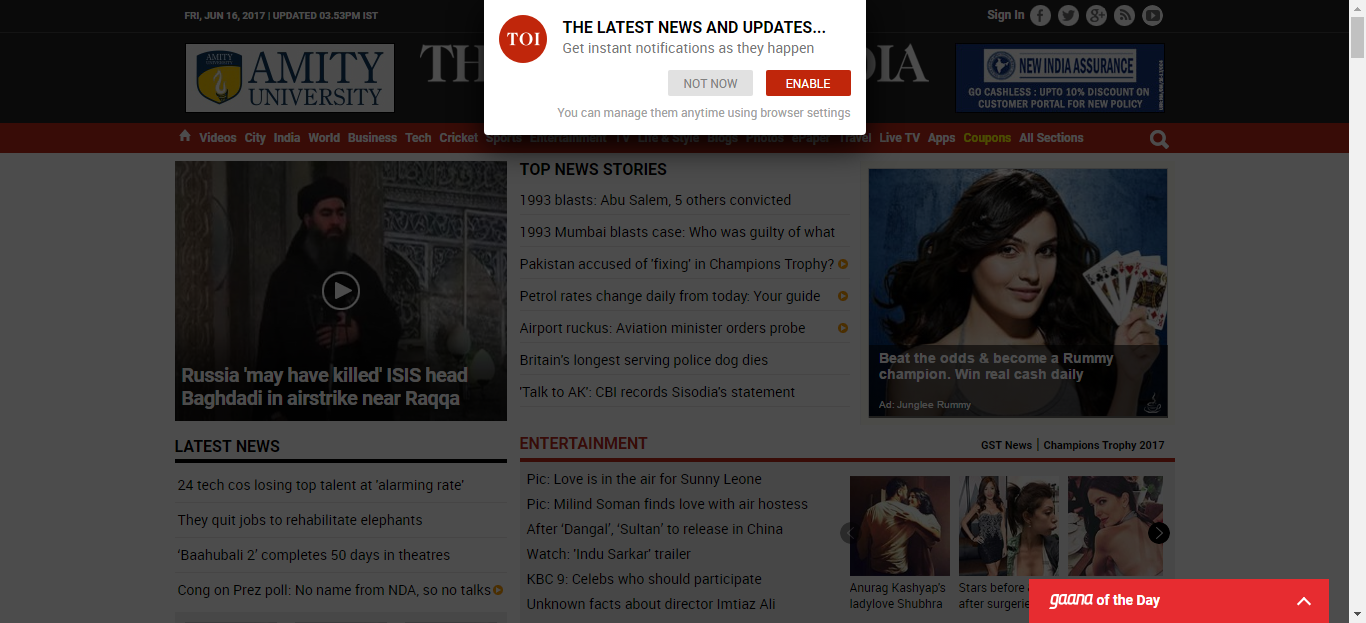 FRI, JUN 16, 2017 | UPDATED 03.53PM IST
Sign In
TOI
THE LATEST NEWS AND UPDATES...
Get instant notifications as they happen
NOT NOW
ENABLE
You can manage them anytime using browser settings
AMITY
UNIVERSITY
AMITY
UNIVERSITY
TH
DIA
NEW INDIA ASSURANCE
GO CASHLESS : UPTO 10% DISCOUNT ON
CUSTOMER PORTAL FOR NEW POLICY
Videos City India World Business Tech Cricket Sports Entertainment TV Life & Style Blogs Photos ePaper Travel Live TV Apps Coupons All Sections
Russia 'may have killed' ISIS head
Baghdadi in airstrike near Raqqa
TOP NEWS STORIES
1993 blasts: Abu Salem, 5 others convicted
1993 Mumbai blasts case: Who was guilty of what
Pakistan accused of 'fixing' in Champions Trophy?
Petrol rates change daily from today: Your guide
Airport ruckus: Aviation minister orders probe
Britain's longest serving police dog dies
'Talk to AK': CBI records Sisodia's statement
Beat the odds & become a Rummy
champion. Win real cash daily
Ad: Junglee Rummy
LATEST NEWS
24 tech cos losing top talent at 'alarming rate'
They quit jobs to rehabilitate elephants
‘Baahubali 2’ completes 50 days in theatres
Cong on Prez poll: No name from NDA, so no talks
ENTERTAINMENT
GST News | Champions Trophy 2017
Pic: Love is in the air for Sunny Leone
Pic: Milind Soman finds love with air hostess
After ‘Dangal’, ‘Sultan’ to release in China
Watch: 'Indu Sarkar' trailer
KBC 9: Celebs who should participate
Unknown facts about director Imtiaz Ali
Anurag Kashyap's
ladylove Shubhra
Stars before
after surgeries
gaana of the Day